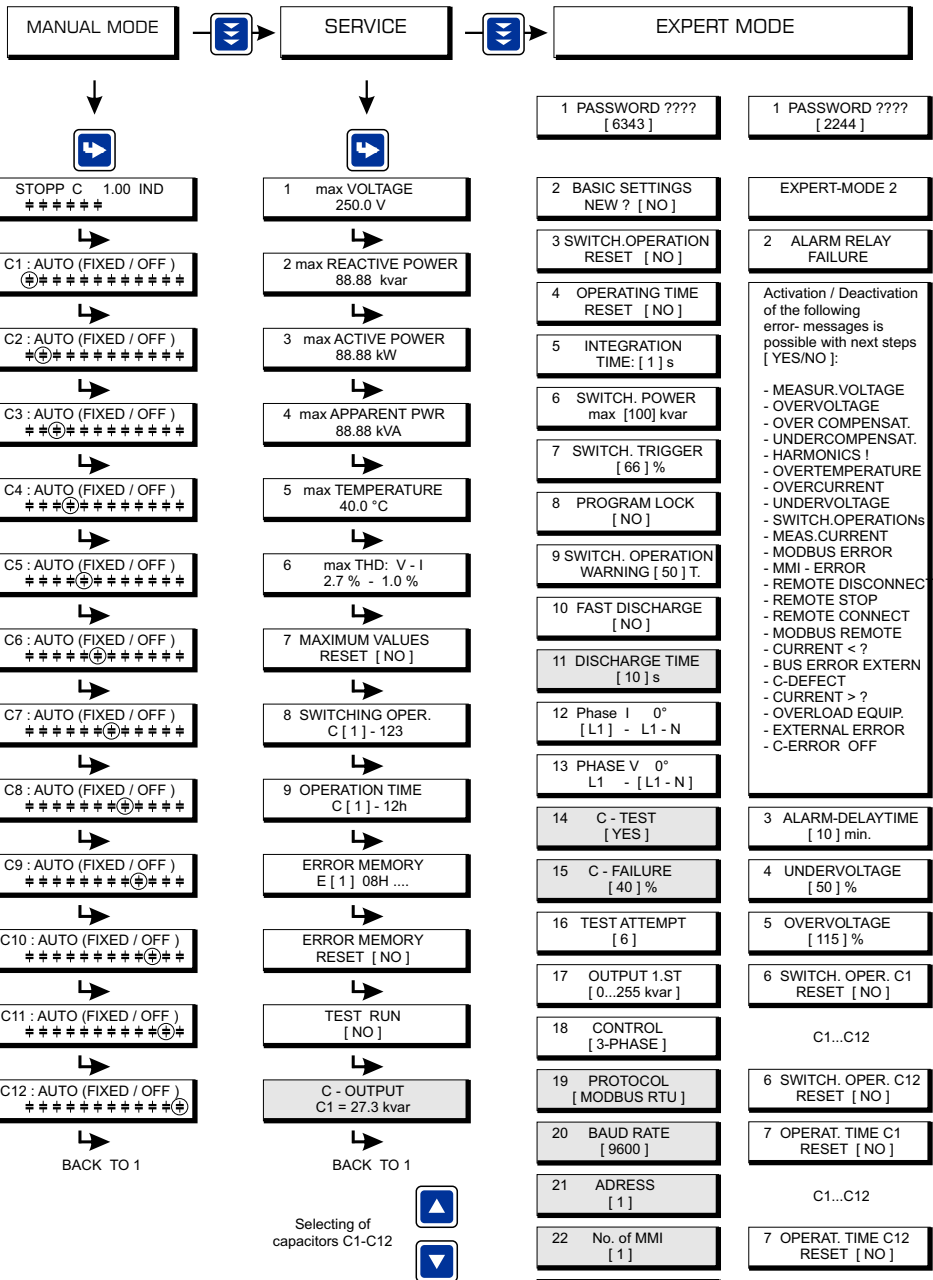 MANUAL MODE
SERVICE
EXPERT MODE
STOPP C 1.00 IND
C1 : AUTO (FIXED / OFF )
C2 : AUTO (FIXED / OFF )
C3 : AUTO (FIXED / OFF )
C4 : AUTO (FIXED / OFF )
C5 : AUTO (FIXED / OFF )
C6 : AUTO (FIXED / OFF )
C7 : AUTO (FIXED / OFF )
C8 : AUTO (FIXED / OFF )
C9 : AUTO (FIXED / OFF )
C10 : AUTO (FIXED / OFF )
C11 : AUTO (FIXED / OFF )
C12 : AUTO (FIXED / OFF )
BACK TO 1
1 max VOLTAGE
250.0 V
2 max REACTIVE POWER
88.88 kvar
3 max ACTIVE POWER
88.88 kW
4 max APPARENT PWR
88.88 kVA
5 max TEMPERATURE
40.0 °C
6 max THD: V - I
2.7 % - 1.0 %
7 MAXIMUM VALUES
RESET [ NO ]
8 SWITCHING OPER.
C [ 1 ] - 123
9 OPERATION TIME
C [ 1 ] - 12h
ERROR MEMORY
E [ 1 ] 08H ....
ERROR MEMORY
RESET [ NO ]
TEST RUN
[ NO ]
C - OUTPUT
C1 = 27.3 kvar
BACK TO 1
Selecting of
capacitors C1-C12
1 PASSWORD ????
[ 6343 ]
2 BASIC SETTINGS
NEW ? [ NO ]
3 SWITCH.OPERATION
RESET [ NO ]
4 OPERATING TIME
RESET [ NO ]
5 INTEGRATION
TIME: [ 1 ] s
6 SWITCH. POWER
max [100] kvar
7 SWITCH. TRIGGER
[ 66 ] %
8 PROGRAM LOCK
[ NO ]
9 SWITCH. OPERATION
WARNING [ 50 ] T.
10 FAST DISCHARGE
[ NO ]
11 DISCHARGE TIME
[ 10 ] s
12 Phase I 0°
[ L1 ] - L1 - N
13 PHASE V 0°
L1 - [ L1 - N ]
14 C - TEST
[ YES ]
15 C - FAILURE
[ 40 ] %
16 TEST ATTEMPT
[ 6 ]
17 OUTPUT 1.ST
[ 0...255 kvar ]
18 CONTROL
[ 3-PHASE ]
19 PROTOCOL
[ MODBUS RTU ]
20 BAUD RATE
[ 9600 ]
21 ADRESS
[ 1 ]
22 No. of MMI
[ 1 ]
1 PASSWORD ????
[ 2244 ]
EXPERT-MODE 2
2 ALARM RELAY
FAILURE
Activation / Deactivation
of the following
error- messages is
possible with next steps
[ YES/NO ]:
- MEASUR.VOLTAGE
- OVERVOLTAGE
- OVER COMPENSAT.
- UNDERCOMPENSAT.
- HARMONICS !
- OVERTEMPERATURE
- OVERCURRENT
- UNDERVOLTAGE
- SWITCH.OPERATIONs
- MEAS.CURRENT
- MODBUS ERROR
- MMI - ERROR
- REMOTE DISCONNECT
- REMOTE STOP
- REMOTE CONNECT
- MODBUS REMOTE
- CURRENT < ?
- BUS ERROR EXTERN
- C-DEFECT
- CURRENT > ?
- OVERLOAD EQUIP.
- EXTERNAL ERROR
- C-ERROR OFF
3 ALARM-DELAYTIME
[ 10 ] min.
4 UNDERVOLTAGE
[ 50 ] %
5 OVERVOLTAGE
[ 115 ] %
6 SWITCH. OPER. C1
RESET [ NO ]
C1...C12
6 SWITCH. OPER. C12
RESET [ NO ]
7 OPERAT. TIME C1
RESET [ NO ]
C1...C12
7 OPERAT. TIME C12
RESET [ NO ]